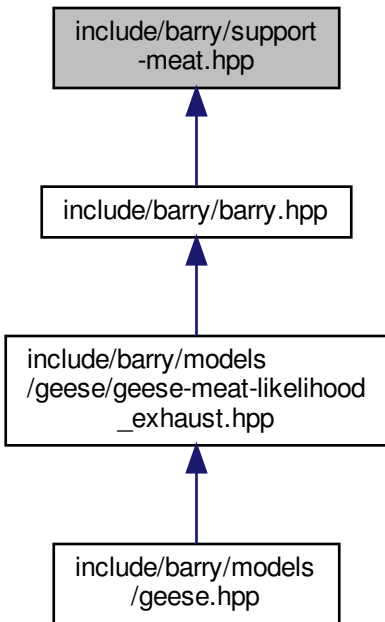 include/barry/support
-meat.hpp
include/barry/barry.hpp
include/barry/models
/geese/geese-meat-likelihood
_exhaust.hpp
include/barry/models
/geese.hpp